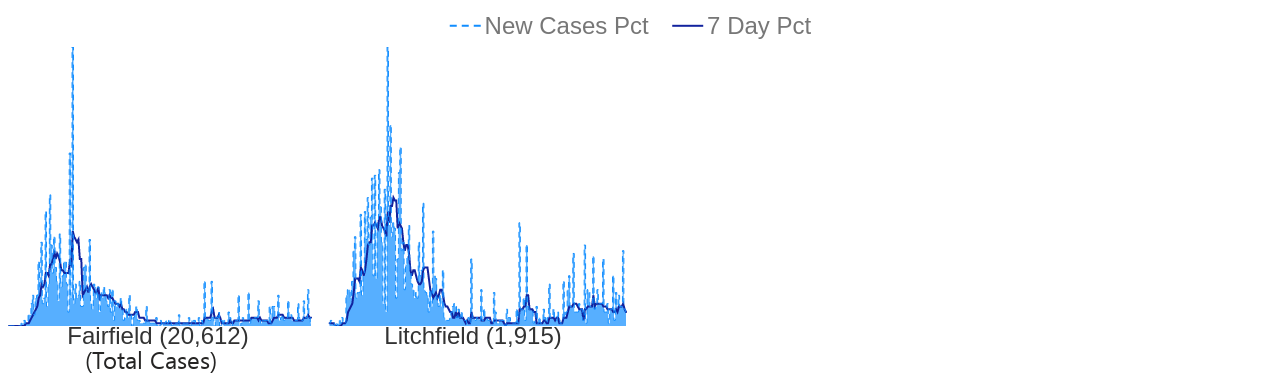 New Cases Pct 7 Day Pct
Fairfield (20,612) Litchfield (1,915)
(Total Cases)